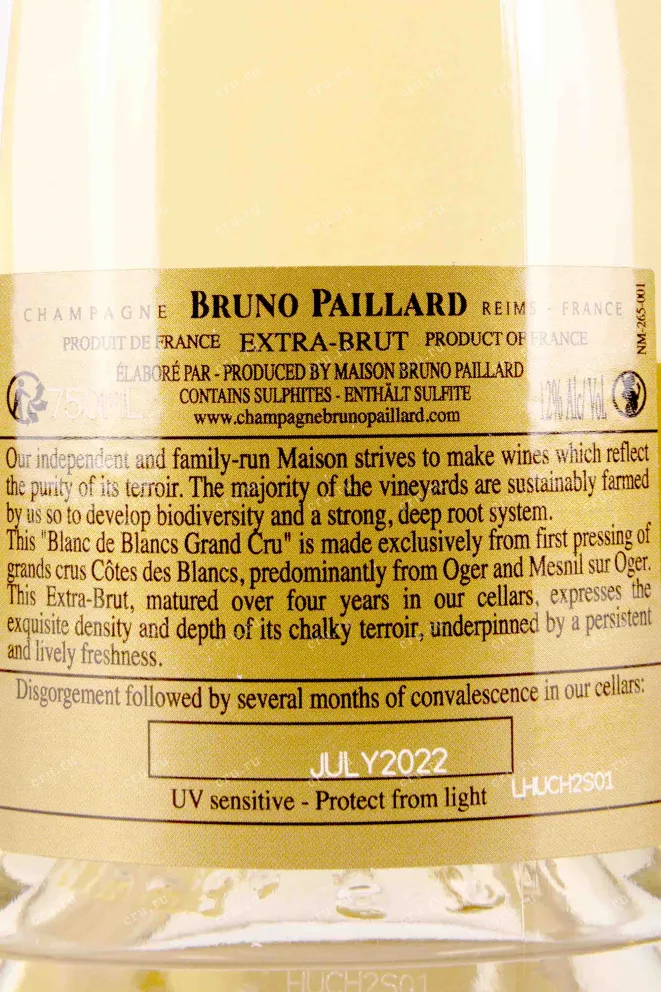 CHAMPAGNE BRUNO PAILLARD REIMS - FRANCE
PRODUIT DE FRANCE EXTRA-BRUT PRODUCT OF FRANCE
ÉLABORÉ PAR - PRODUCED BY MAISON BRUNO PAILLARD
CONTAINS SULPHITES - ENTHÄLT SULFITE
750ML www.champagnebrunopaillard.com 12% Alc/Vol.
NM-265-001
Our independent and family-run Maison strives to make wines which reflect
the purity of its terroir. The majority of the vineyards are sustainably farmed
by us so to develop biodiversity and a strong, deep root system.
This "Blanc de Blancs Grand Cru" is made exclusively from first pressing of
grands crus Côtes des Blancs, predominantly from Oger and Mesnil sur Oger.
This Extra-Brut, matured over four years in our cellars, expresses the
exquisite density and depth of its chalky terroir, underpinned by a persistent
and lively freshness.
Disgorgement followed by several months of convalescence in our cellars:
JULY2022
LHUCH2S01
UV sensitive - Protect from light
HUCH2S01
cru.ru